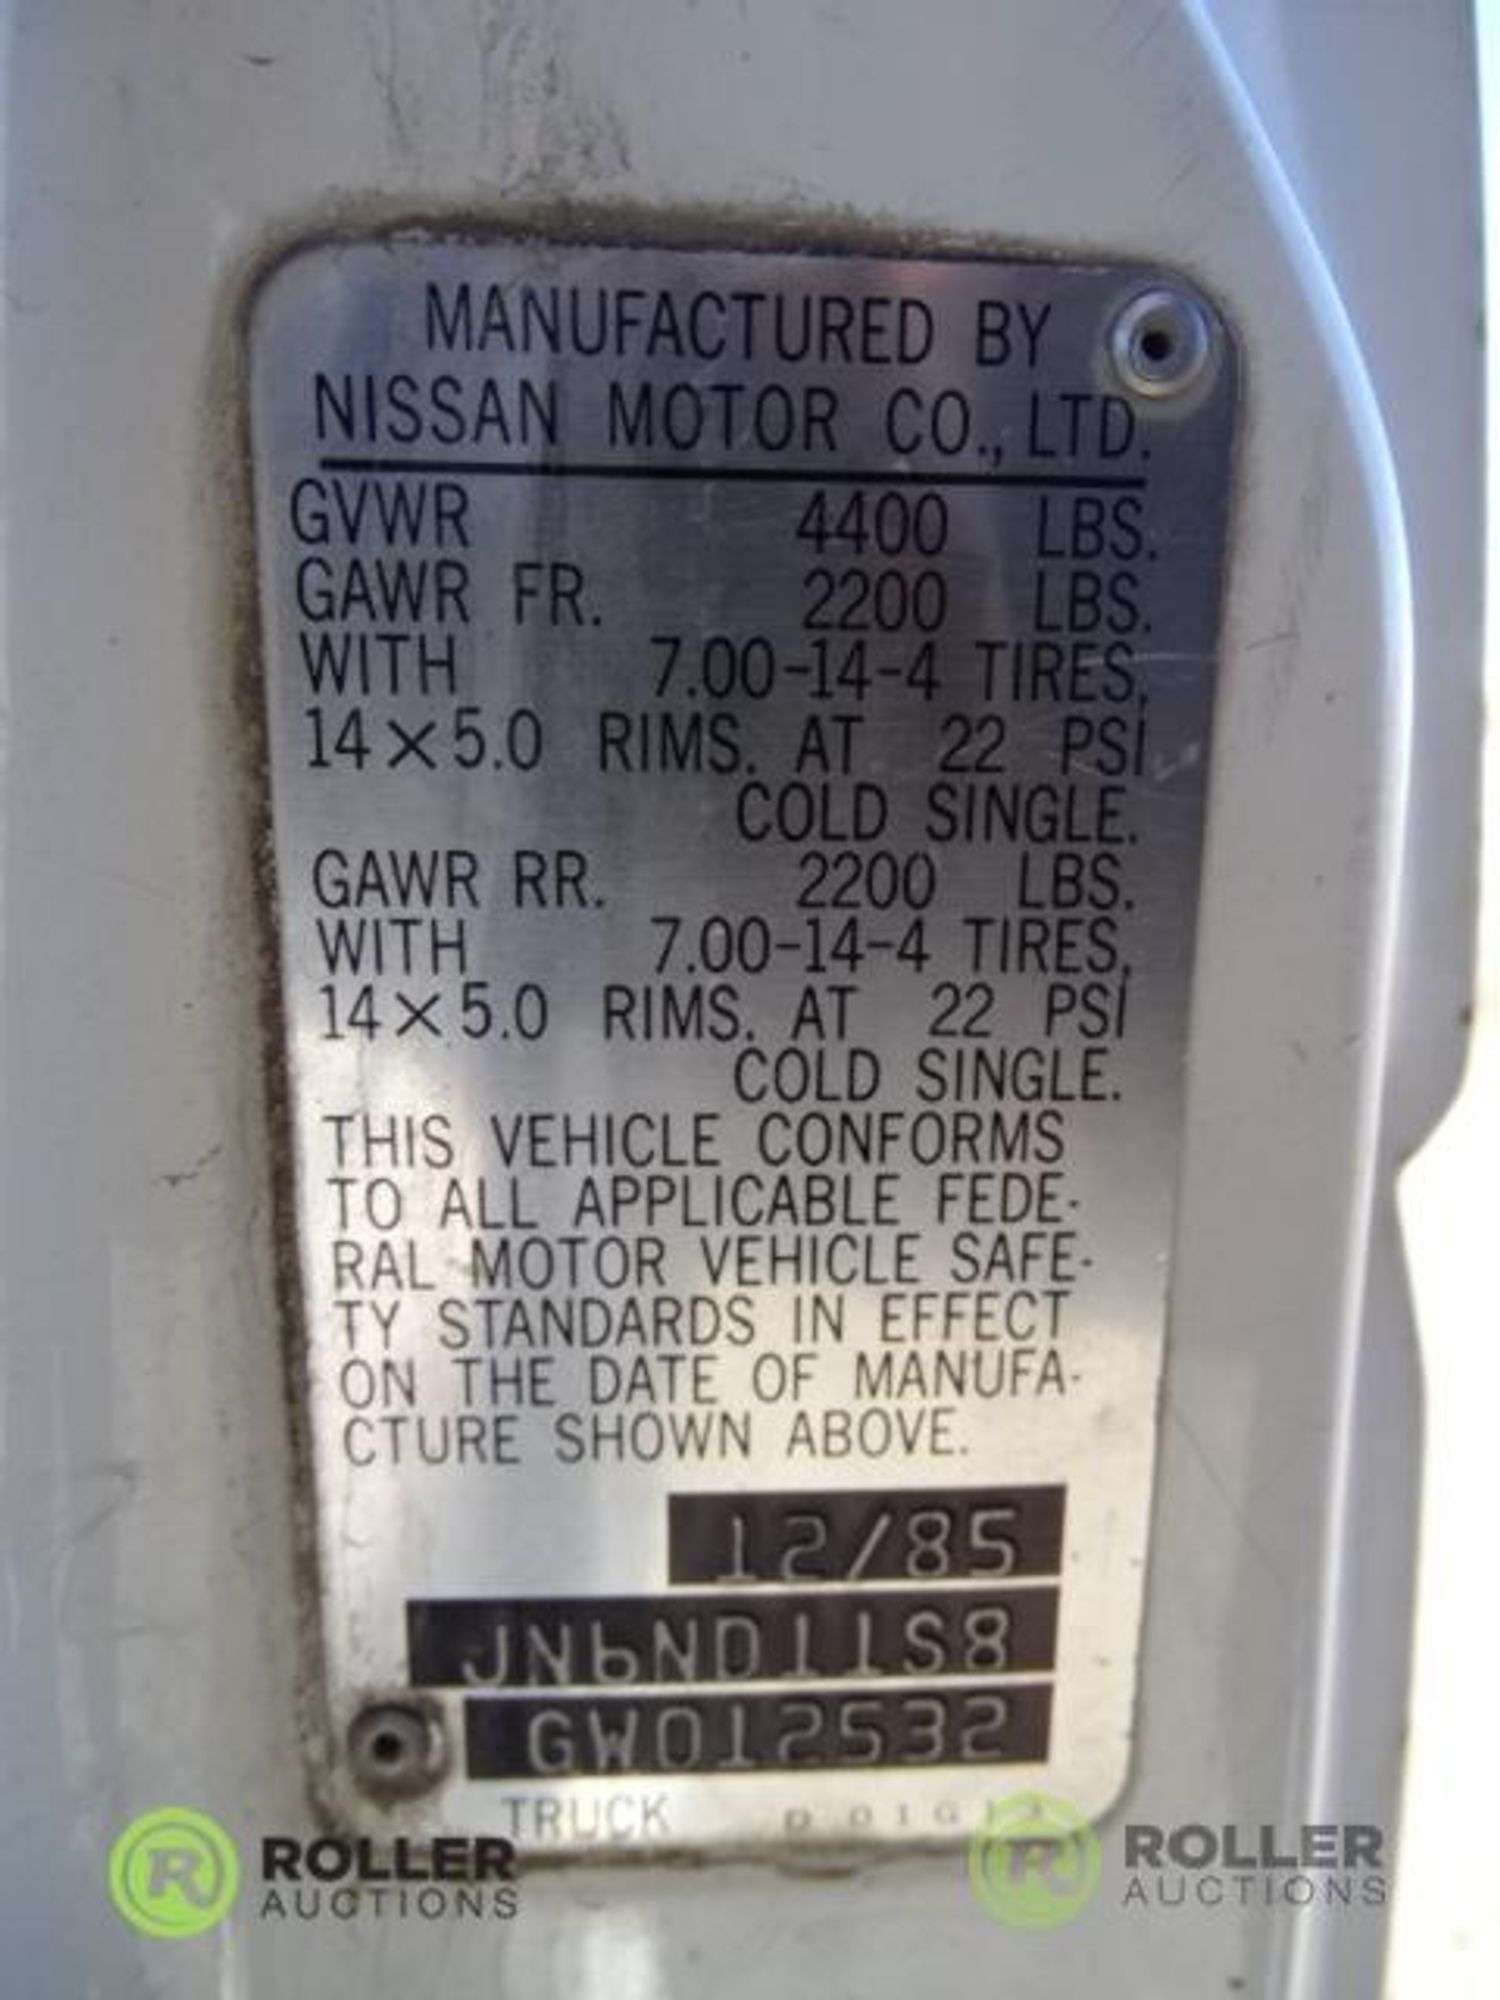 MANUFACTURED BY
NISSAN MOTOR CO., LTD.
GVWR 4400 LBS.
GAWR FR. 2200 LBS.
WITH 7.00-14-4 TIRES,
14×5.0 RIMS. AT 22 PSI
COLD SINGLE.
GAWR RR. 2200 LBS.
WITH 7.00-14-4 TIRES,
14×5.0 RIMS. AT 22 PSI
COLD SINGLE.
THIS VEHICLE CONFORMS
TO ALL APPLICABLE FEDE-
RAL MOTOR VEHICLE SAFE-
TY STANDARDS IN EFFECT
ON THE DATE OF MANUFA-
CTURE SHOWN ABOVE.
12/85
JN6ND11S8
GW012532
TRUCK
R ROLLER
AUCTIONS
R ROLLER
AUCTIONS